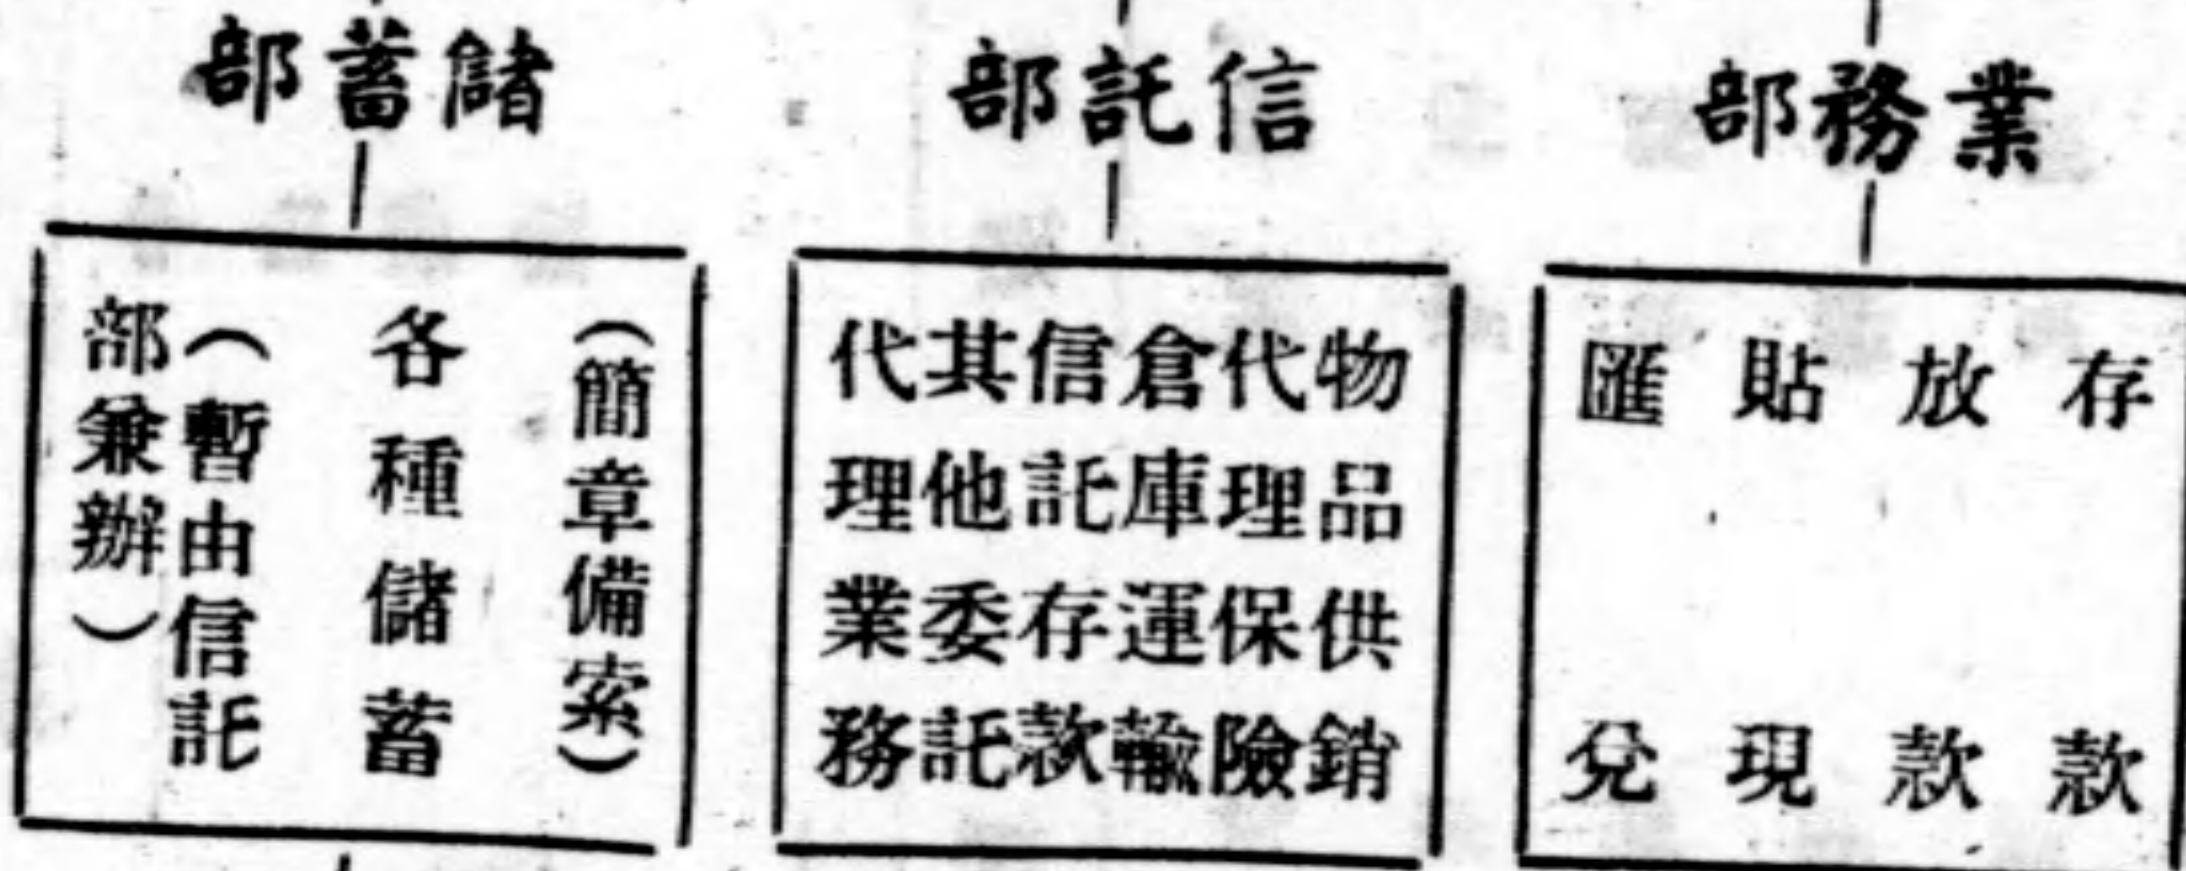 業務部
存款
放款
貼現
匯兌
信託部
物品供銷
代理保險
倉庫運輸
信託存款
其他委託
代理業務
儲蓄部
(簡章備索)
各種儲蓄
(暫由信託
部兼辦)